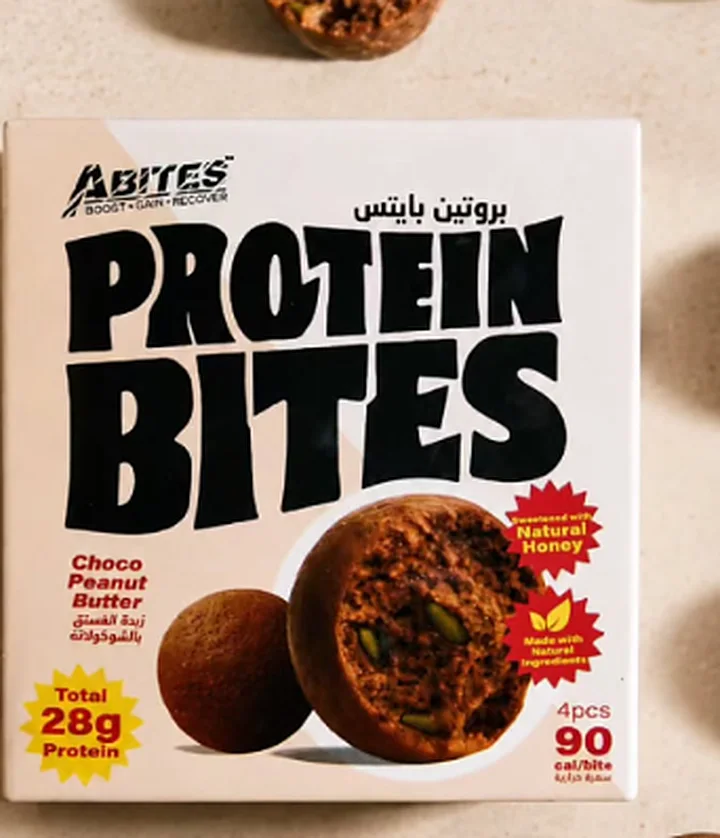 ABITES™
BOOST • GAIN • RECOVER
بروتين بايتس
PROTEIN
BITES
Sweetened with
Natural
Honey
Choco
Peanut
Butter
زبدة الفستق
بالشوكولاتة
Made with
Natural
Ingredients
Total
28g
Protein
4pcs
90
cal/bite
سعرة حرارية